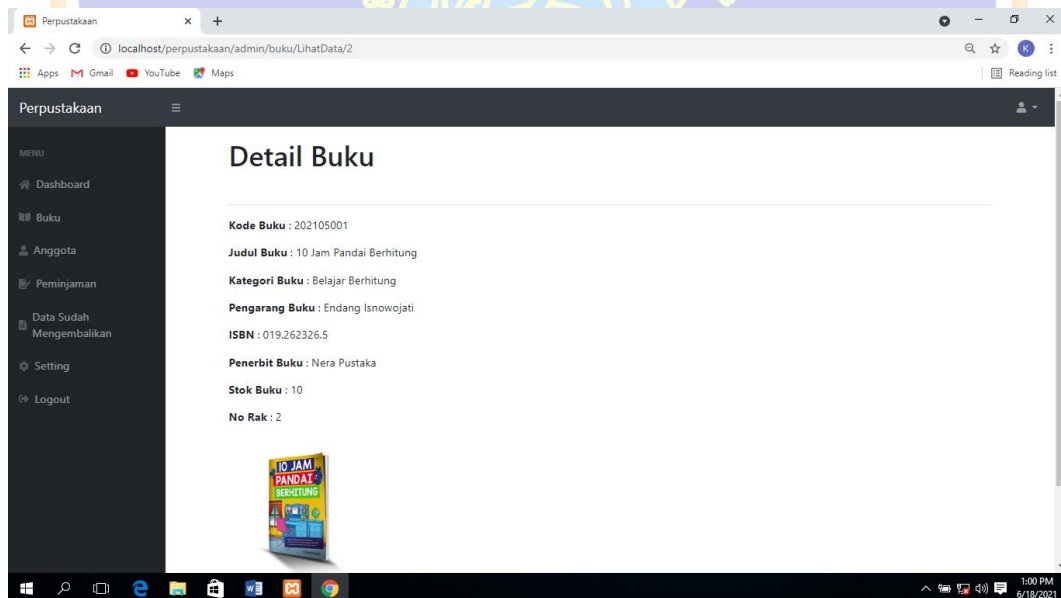 Perpustakaan
localhost/perpustakaan/admin/buku/LihatData/2
K
Apps Gmail YouTube Maps Reading list
Perpustakaan
MENU
Dashboard
Buku
Anggota
Peminjaman
Data Sudah
Mengembalikan
Setting
Logout
Detail Buku
Kode Buku : 202105001
Judul Buku : 10 Jam Pandai Berhitung
Kategori Buku : Belajar Berhitung
Pengarang Buku : Endang Isnowojati
ISBN : 019.262326.5
Penerbit Buku : Nera Pustaka
Stok Buku : 10
No Rak : 2
10 JAM
PANDAI
BERHITUNG
1:00 PM
6/18/2021